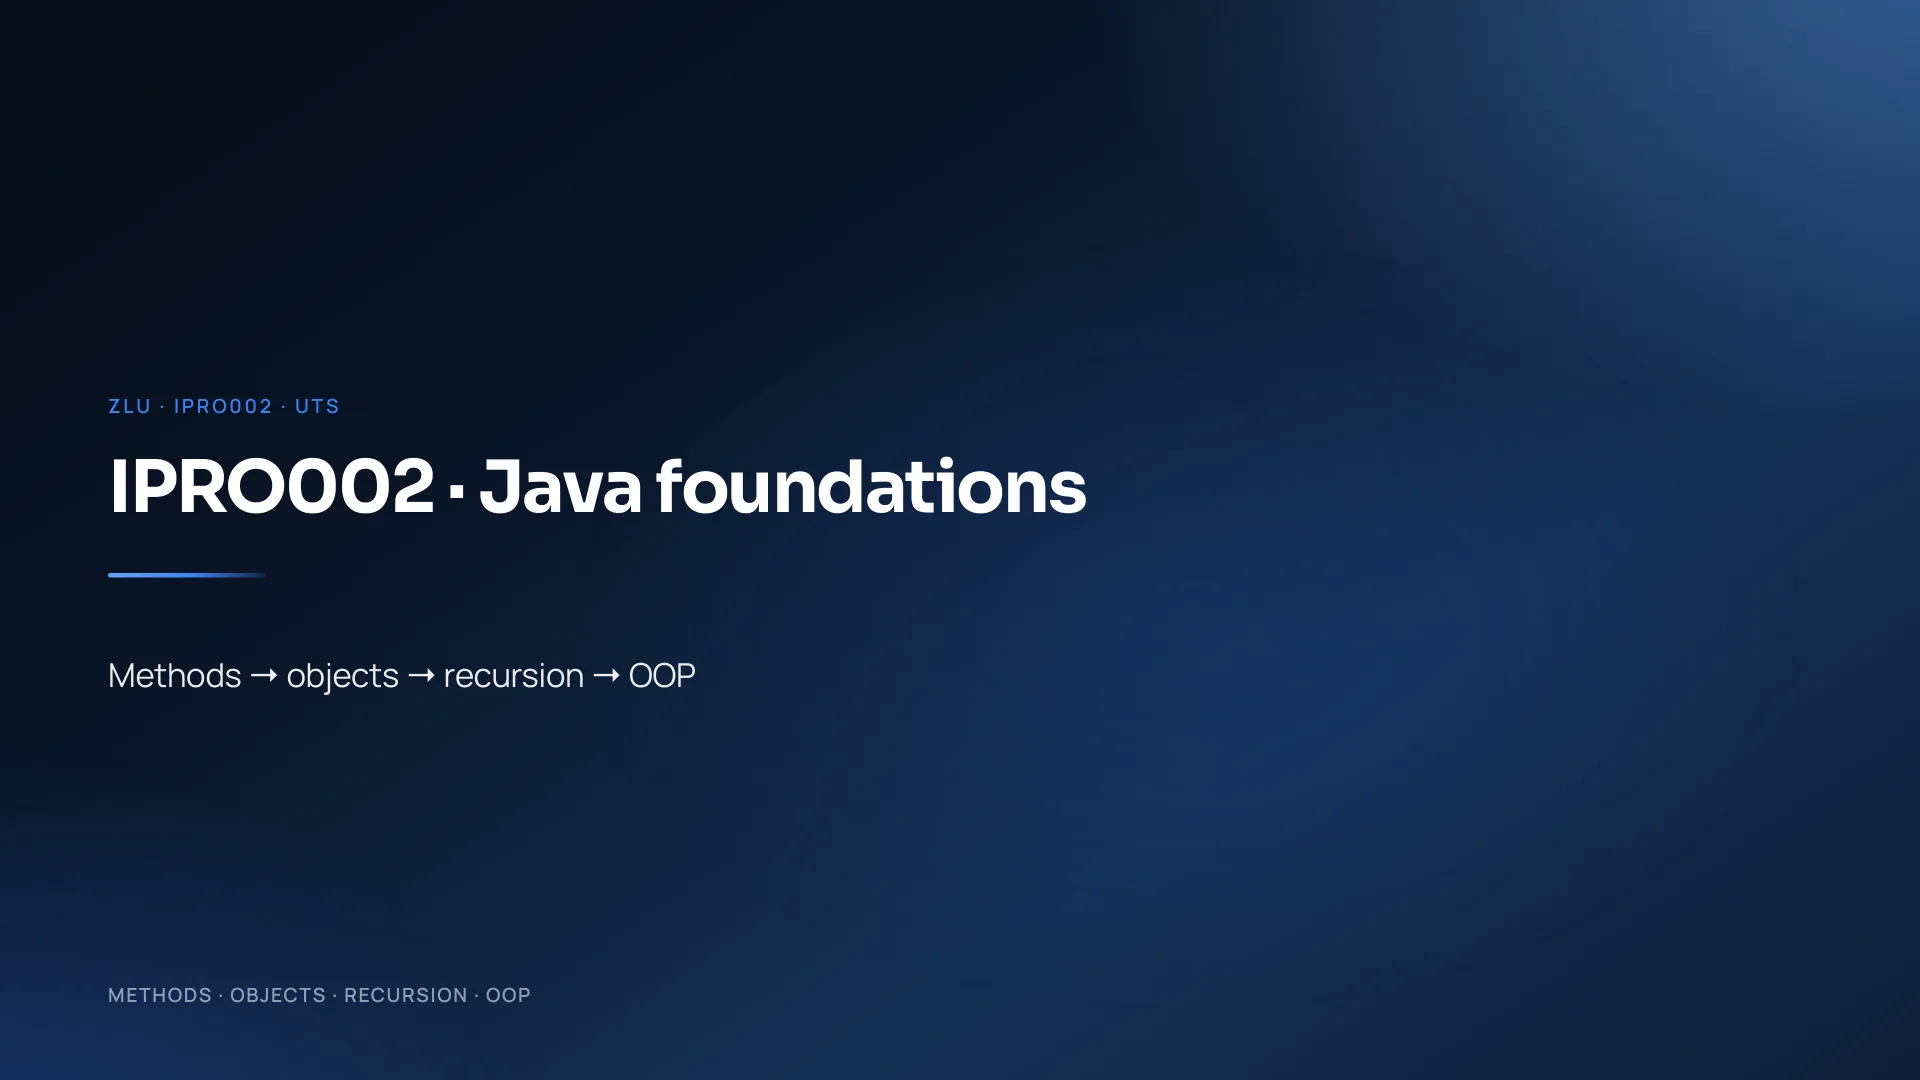 ZLU · IPRO002 · UTS
IPRO002 · Java foundations
Methods → objects → recursion → OOP
METHODS · OBJECTS · RECURSION · OOP